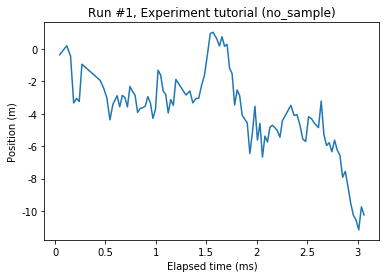 Run #1, Experiment tutorial (no_sample)
Position (m)
0
-2
-4
-6
-8
-10
0 0.5 1 1.5 2 2.5 3
Elapsed time (ms)